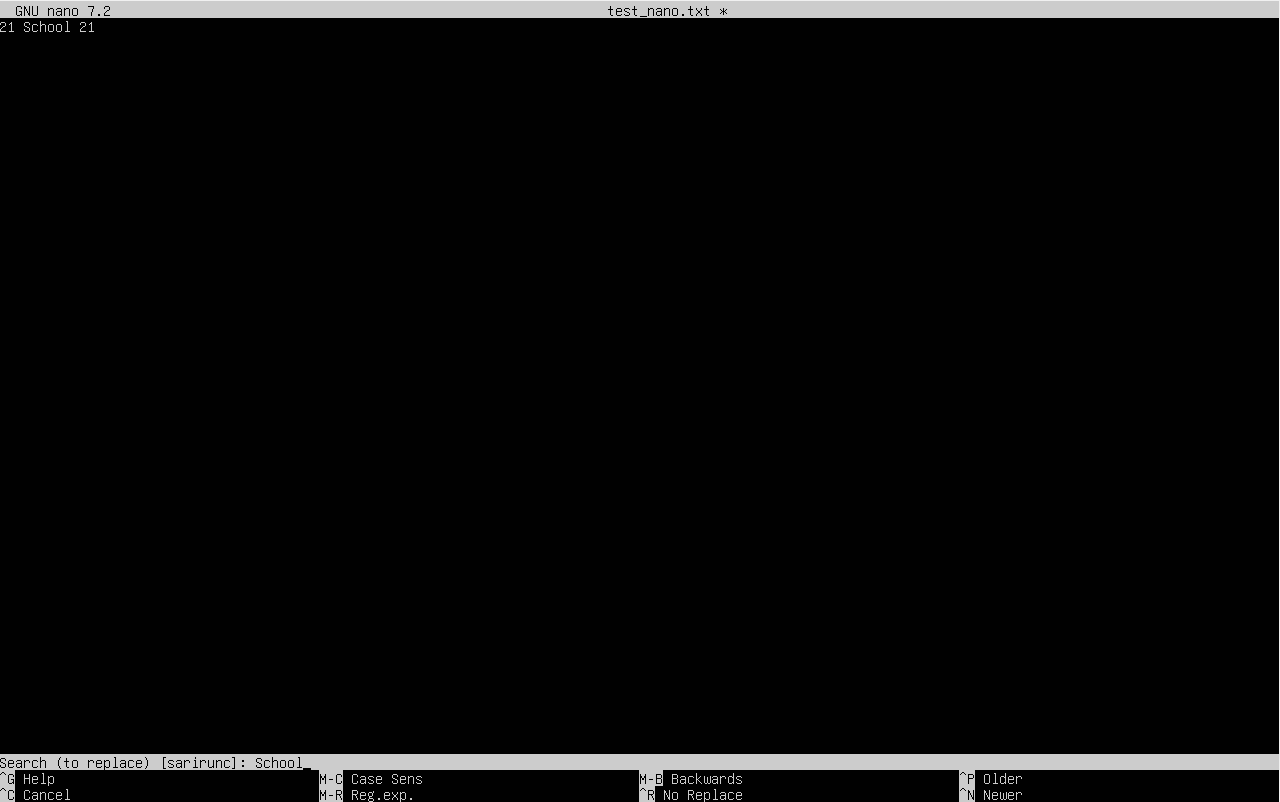 GNU nano 7.2 test_nano.txt *
21 School 21
Search (to replace) [sarirunc]: School
^G Help M-C Case Sens M-B Backwards ^P Older
^C Cancel M-R Reg.exp. ^R No Replace ^N Newer